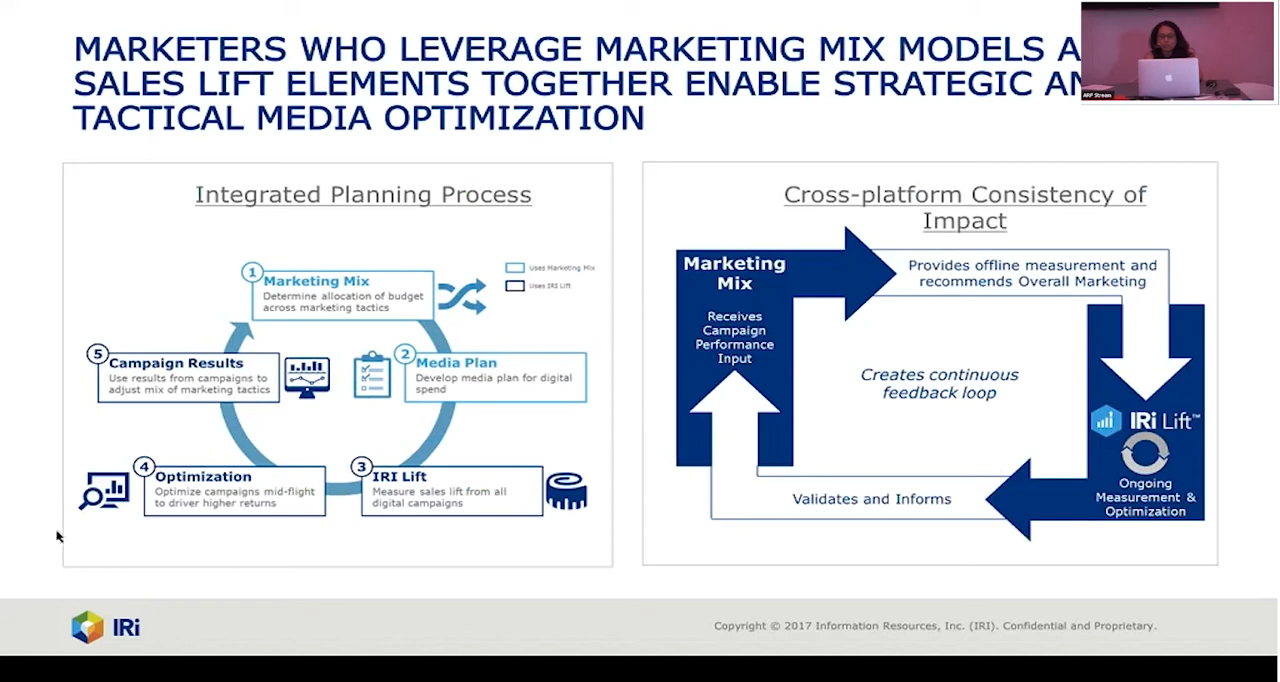 MARKETERS WHO LEVERAGE MARKETING MIX MODELS A
SALES LIFT ELEMENTS TOGETHER ENABLE STRATEGIC AN
TACTICAL MEDIA OPTIMIZATION
ARF Stream
Integrated Planning Process
1
Marketing Mix
Determine allocation of budget
across marketing tactics
Uses Marketing Mix
Uses IRI Lift
2
Media Plan
Develop media plan for digital
spend
3
IRI Lift
Measure sales lift from all
digital campaigns
4
Optimization
Optimize campaigns mid-flight
to driver higher returns
5
Campaign Results
Use results from campaigns to
adjust mix of marketing tactics
Cross-platform Consistency of
Impact
Marketing
Mix
Receives
Campaign
Performance
Input
Provides offline measurement and
recommends Overall Marketing
Creates continuous
feedback loop
IRi Lift™
Ongoing
Measurement &
Optimization
Validates and Informs
IRi
Copyright © 2017 Information Resources, Inc. (IRI). Confidential and Proprietary.